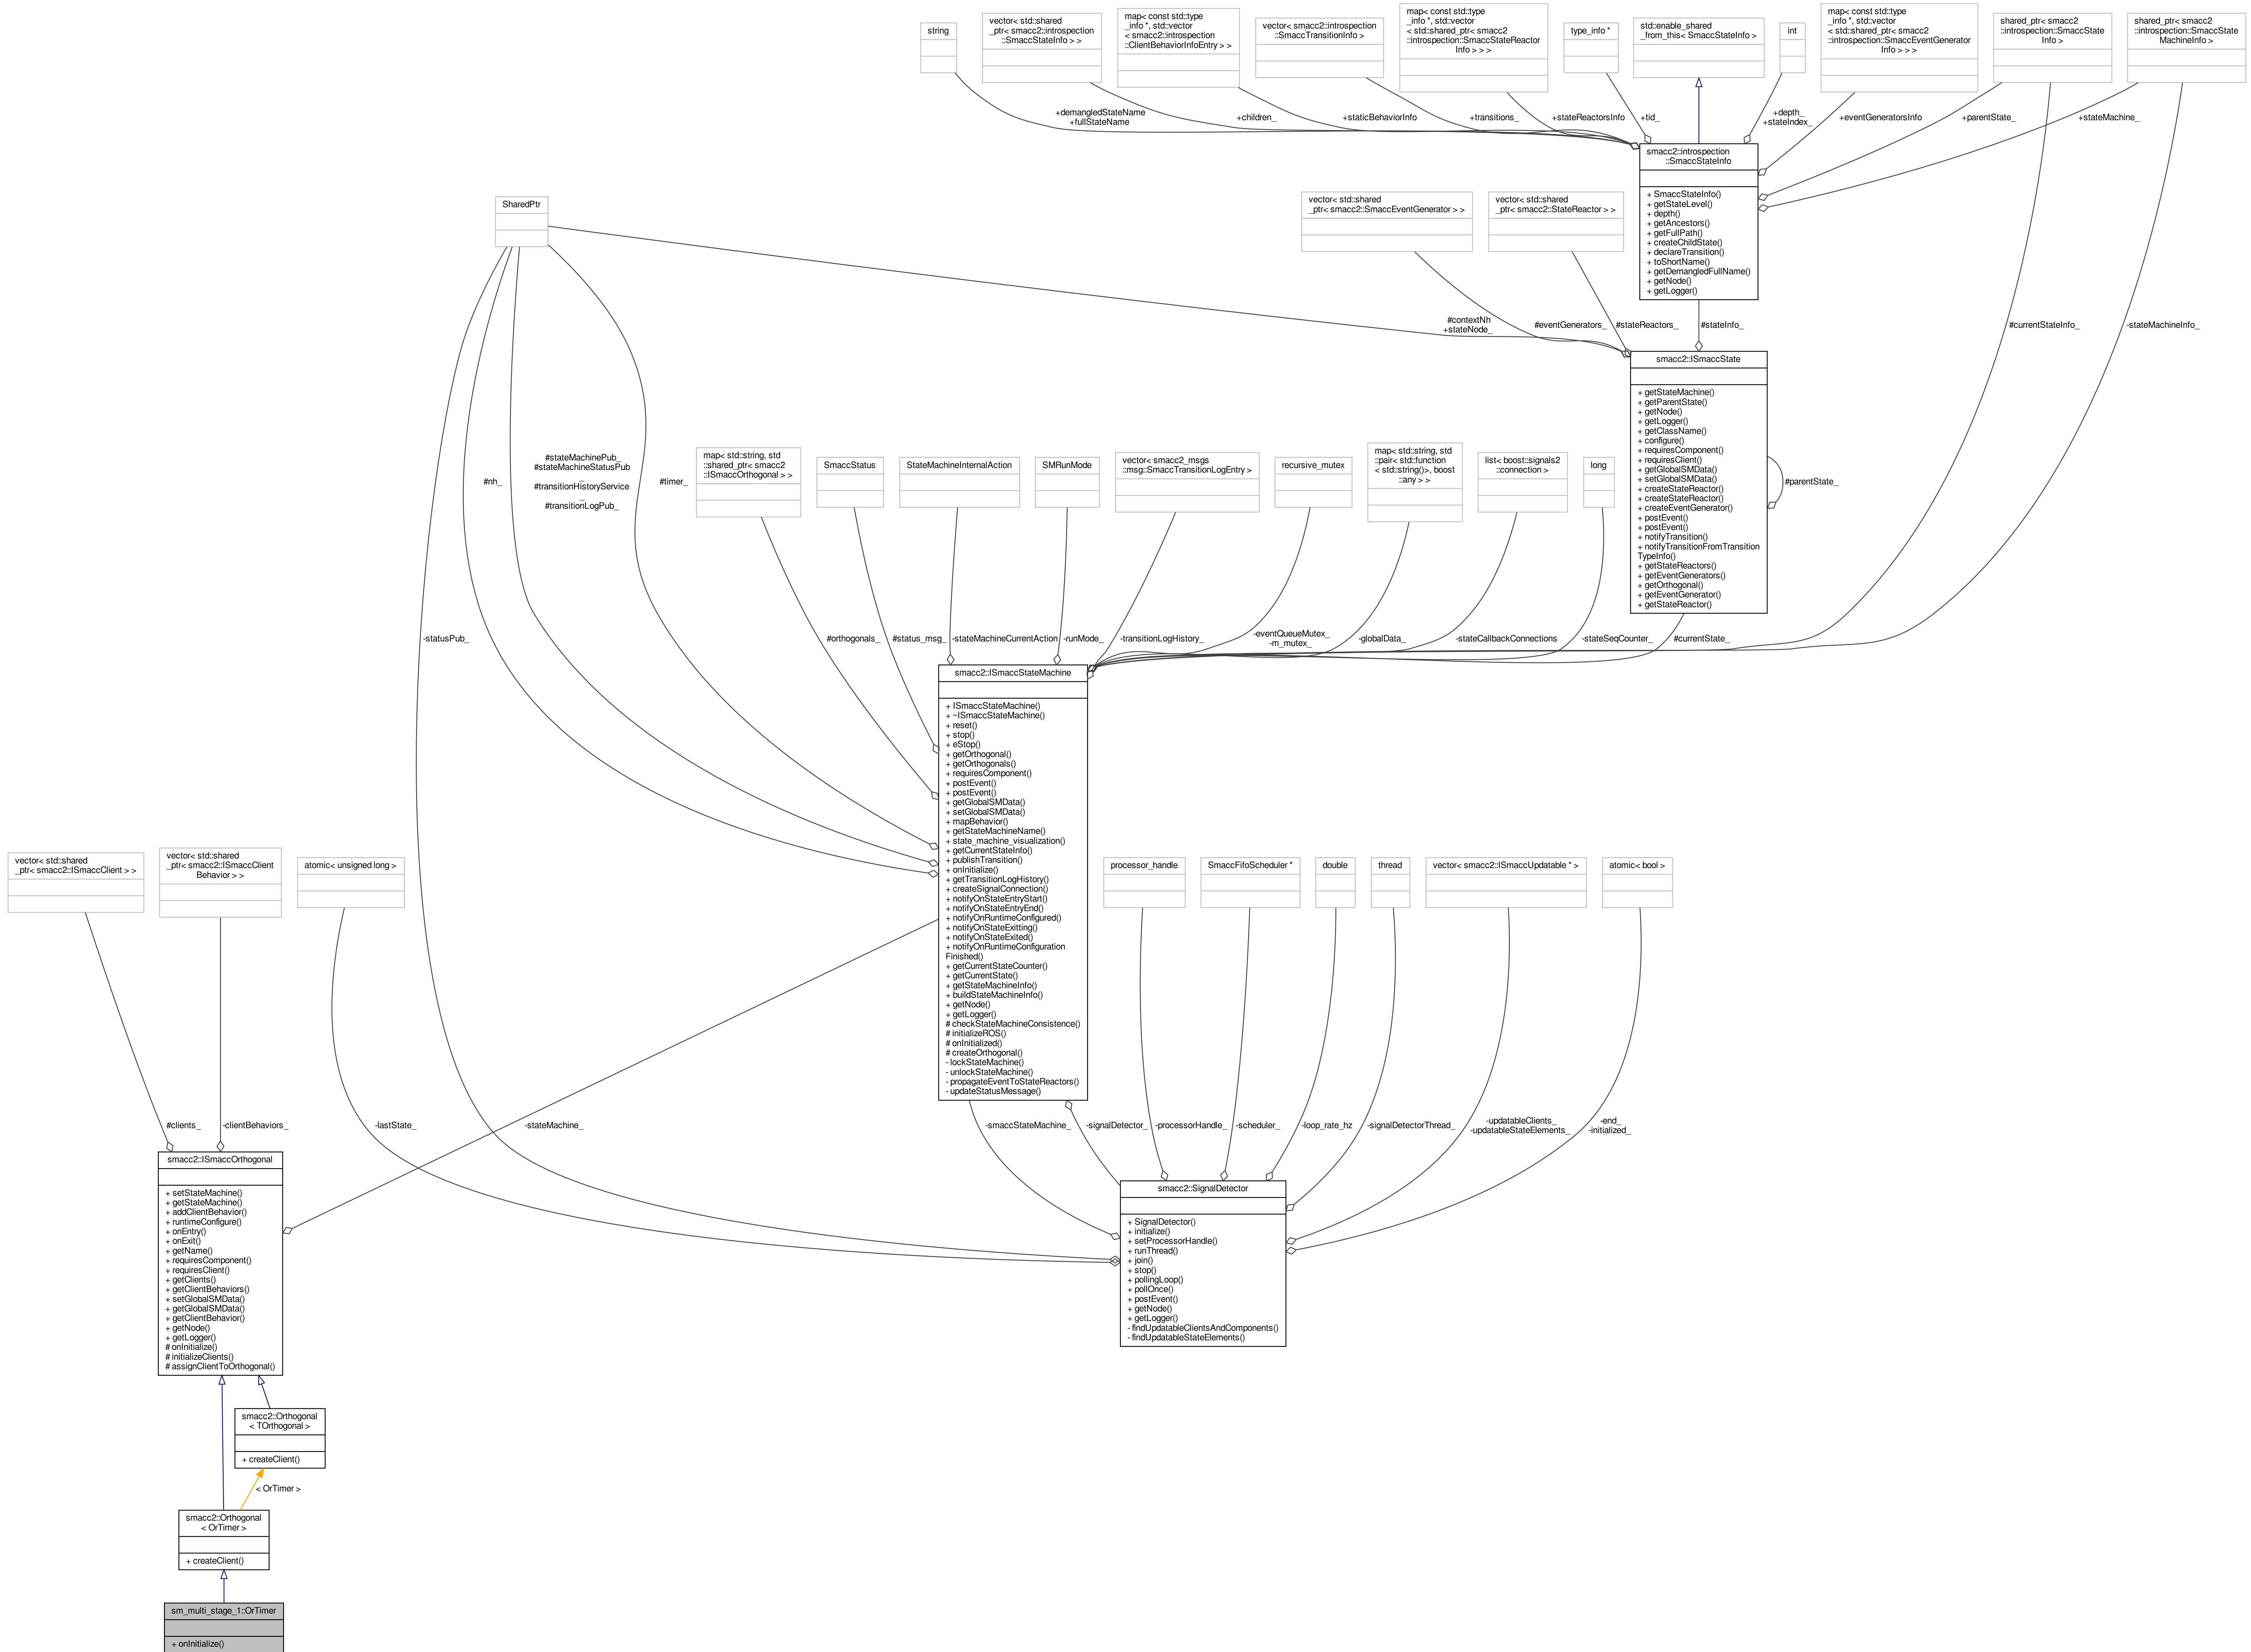 string
vector< std::shared
_ptr< smacc2::introspection
::SmaccStateInfo > >
map< const std::type
_info *, std::vector
< smacc2::introspection
::ClientBehaviorInfoEntry > >
vector< smacc2::introspection
::SmaccTransitionInfo >
map< const std::type
_info *, std::vector
< std::shared_ptr< smacc2
::introspection::SmaccStateReactor
Info > > >
type_info *
std::enable_shared
_from_this< SmaccStateInfo >
int
map< const std::type
_info *, std::vector
< std::shared_ptr< smacc2
::introspection::SmaccEventGenerator
Info > > >
shared_ptr< smacc2
::introspection::SmaccState
Info >
shared_ptr< smacc2
::introspection::SmaccState
MachineInfo >
+demangledStateName
+fullStateName
+children_
+staticBehaviorInfo
+transitions_
+stateReactorsInfo
+tid_
+depth_
+stateIndex_
+eventGeneratorsInfo
+parentState_
+stateMachine_
smacc2::introspection
::SmaccStateInfo
+ SmaccStateInfo()
+ getStateLevel()
+ depth()
+ getAncestors()
+ getFullPath()
+ createChildState()
+ declareTransition()
+ toShortName()
+ getDemangledFullName()
+ getNode()
+ getLogger()
SharedPtr
vector< std::shared
_ptr< smacc2::SmaccEventGenerator > >
vector< std::shared
_ptr< smacc2::StateReactor > >
#contextNh
+stateNode_
#eventGenerators_
#stateReactors_
#stateInfo_
#currentStateInfo_
-stateMachineInfo_
smacc2::ISmaccState
+ getStateMachine()
+ getParentState()
+ getNode()
+ getLogger()
+ getClassName()
+ configure()
+ requiresComponent()
+ requiresClient()
+ getGlobalSMData()
+ setGlobalSMData()
+ createStateReactor()
+ createStateReactor()
+ createEventGenerator()
+ postEvent()
+ postEvent()
+ notifyTransition()
+ notifyTransitionFromTransition
TypeInfo()
+ getStateReactors()
+ getEventGenerators()
+ getOrthogonal()
+ getEventGenerator()
+ getStateReactor()
#parentState_
#nh_
#stateMachinePub_
#stateMachineStatusPub
_
#transitionHistoryService
_
#transitionLogPub_
#timer_
map< std::string, std
::shared_ptr< smacc2
::ISmaccOrthogonal > >
SmaccStatus
StateMachineInternalAction
SMRunMode
vector< smacc2_msgs
::msg::SmaccTransitionLogEntry >
recursive_mutex
map< std::string, std
::pair< std::function
< std::string()>, boost
::any > >
list< boost::signals2
::connection >
long
-statusPub_
#orthogonals_
#status_msg_
-stateMachineCurrentAction
-runMode_
-transitionLogHistory_
-eventQueueMutex_
-m_mutex_
-globalData_
-stateCallbackConnections
-stateSeqCounter_
#currentState_
smacc2::ISmaccStateMachine
+ ISmaccStateMachine()
+ ~ISmaccStateMachine()
+ reset()
+ stop()
+ eStop()
+ getOrthogonal()
+ getOrthogonals()
+ requiresComponent()
+ postEvent()
+ postEvent()
+ getGlobalSMData()
+ setGlobalSMData()
+ mapBehavior()
+ getStateMachineName()
+ state_machine_visualization()
+ getCurrentStateInfo()
+ publishTransition()
+ onInitialize()
+ getTransitionLogHistory()
+ createSignalConnection()
+ notifyOnStateEntryStart()
+ notifyOnStateEntryEnd()
+ notifyOnRuntimeConfigured()
+ notifyOnStateExitting()
+ notifyOnStateExited()
+ notifyOnRuntimeConfiguration
Finished()
+ getCurrentStateCounter()
+ getCurrentState()
+ getStateMachineInfo()
+ buildStateMachineInfo()
+ getNode()
+ getLogger()
# checkStateMachineConsistence()
# initializeROS()
# onInitialized()
# createOrthogonal()
- lockStateMachine()
- unlockStateMachine()
- propagateEventToStateReactors()
- updateStatusMessage()
vector< std::shared
_ptr< smacc2::ISmaccClient > >
vector< std::shared
_ptr< smacc2::ISmaccClient
Behavior > >
atomic< unsigned long >
processor_handle
SmaccFifoScheduler *
double
thread
vector< smacc2::ISmaccUpdatable * >
atomic< bool >
#clients_
-clientBehaviors_
-lastState_
-stateMachine_
-smaccStateMachine_
-signalDetector_
-processorHandle_
-scheduler_
-loop_rate_hz
-signalDetectorThread_
-updatableClients_
-updatableStateElements_
-end_
-initialized_
smacc2::ISmaccOrthogonal
+ setStateMachine()
+ getStateMachine()
+ addClientBehavior()
+ runtimeConfigure()
+ onEntry()
+ onExit()
+ getName()
+ requiresComponent()
+ requiresClient()
+ getClients()
+ getClientBehaviors()
+ setGlobalSMData()
+ getGlobalSMData()
+ getClientBehavior()
+ getNode()
+ getLogger()
# onInitialize()
# initializeClients()
# assignClientToOrthogonal()
smacc2::SignalDetector
+ SignalDetector()
+ initialize()
+ setProcessorHandle()
+ runThread()
+ join()
+ stop()
+ pollingLoop()
+ pollOnce()
+ postEvent()
+ getNode()
+ getLogger()
- findUpdatableClientsAndComponents()
- findUpdatableStateElements()
smacc2::Orthogonal
< TOrthogonal >
+ createClient()
< OrTimer >
smacc2::Orthogonal
< OrTimer >
+ createClient()
sm_multi_stage_1::OrTimer
+ onInitialize()